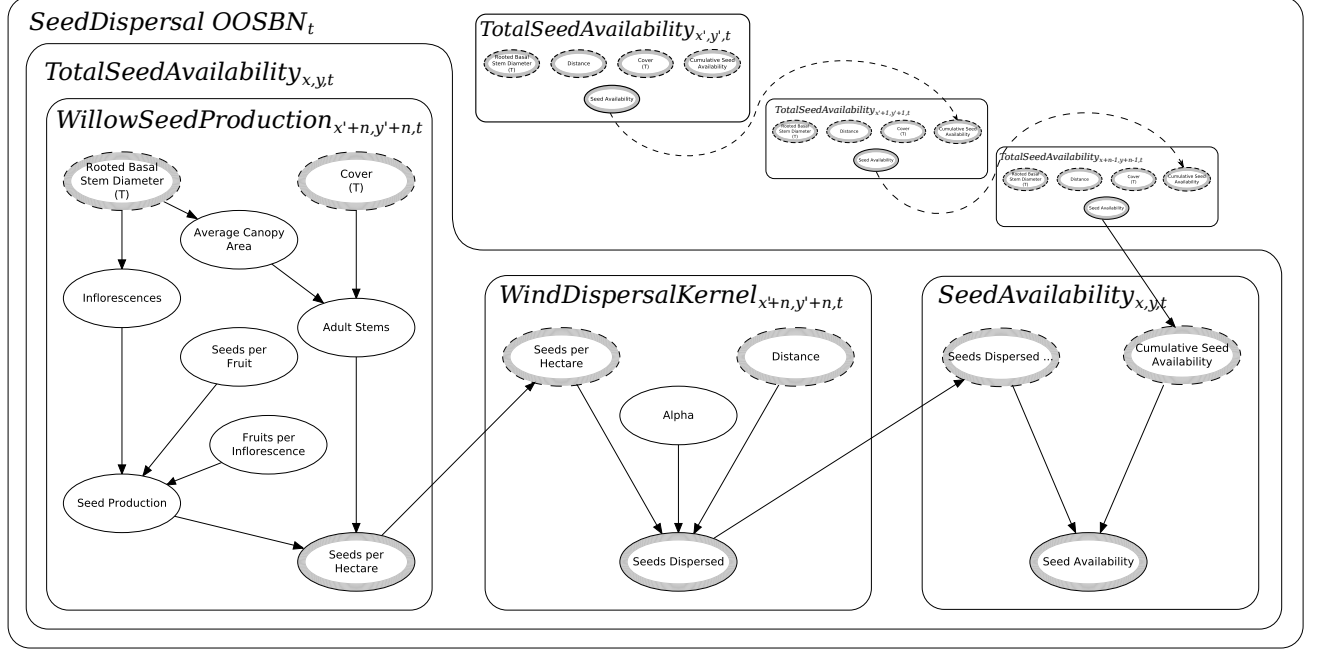 SeedDispersal OOSBNt
TotalSeedAvailabilityx,y,t
WillowSeedProductionx'+n,y'+n,t
Rooted Basal
Stem Diameter
(T)
Cover
(T)
Average Canopy
Area
Inflorescences
Adult Stems
Seeds per
Fruit
Fruits per
Inflorescence
Seed Production
Seeds per
Hectare
TotalSeedAvailabilityx',y',t
Rooted Basal
Stem Diameter
(T)
Distance
Cover
(T)
Cumulative Seed
Availability
Seed Availability
TotalSeedAvailabilityx'+1,y'+1,t
Rooted Basal
Stem Diameter
(T)
Distance
Cover
(T)
Cumulative Seed
Availability
Seed Availability
TotalSeedAvailabilityx+n-1,y+n-1,t
Rooted Basal
Stem Diameter
(T)
Distance
Cover
(T)
Cumulative Seed
Availability
Seed Availability
WindDispersalKernelx'+n,y'+n,t
Seeds per
Hectare
Distance
Alpha
Seeds Dispersed
SeedAvailabilityx,y,t
Seeds Dispersed ...
Cumulative Seed
Availability
Seed Availability